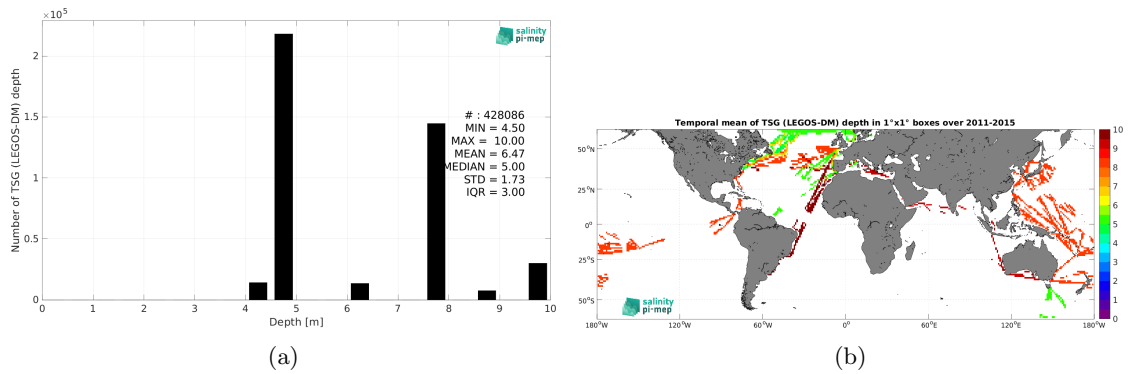 ×10⁵
2
1.5
1
0.5
0
Number of TSG (LEGOS-DM) depth
salinity
pi-mep
# : 428086
MIN = 4.50
MAX = 10.00
MEAN = 6.47
MEDIAN = 5.00
STD = 1.73
IQR = 3.00
0 1 2 3 4 5 6 7 8 9 10
Depth [m]
(a)
Temporal mean of TSG (LEGOS-DM) depth in 1°x1° boxes over 2011-2015
50°N
25°N
0°
25°S
50°S
salinity
pi-mep
180°W 120°W 60°W 0° 60°E 120°E 180°W
10
9
8
7
6
5
4
3
2
1
0
(b)